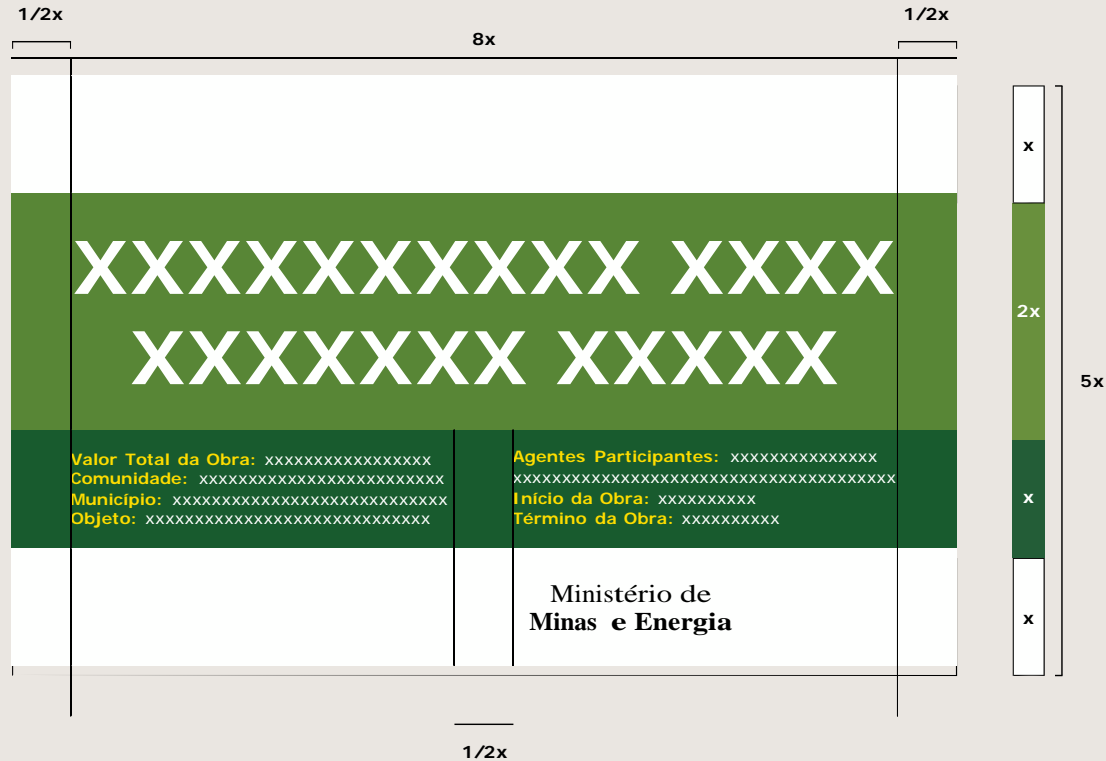 1/2x
1/2x
8x
XXXXXXXXXX XXXX
XXXXXXX XXXXX
Valor Total da Obra: xxxxxxxxxxxxxxxxx
Comunidade: xxxxxxxxxxxxxxxxxxxxxxxxx
Município: xxxxxxxxxxxxxxxxxxxxxxxxxxxx
Objeto: xxxxxxxxxxxxxxxxxxxxxxxxxxxxx
Agentes Participantes: xxxxxxxxxxxxxxx
xxxxxxxxxxxxxxxxxxxxxxxxxxxxxxxxxxxxxxx
Início da Obra: xxxxxxxxxx
Término da Obra: xxxxxxxxxx
Ministério de
Minas e Energia
1/2x
x
2x
x
x
5x